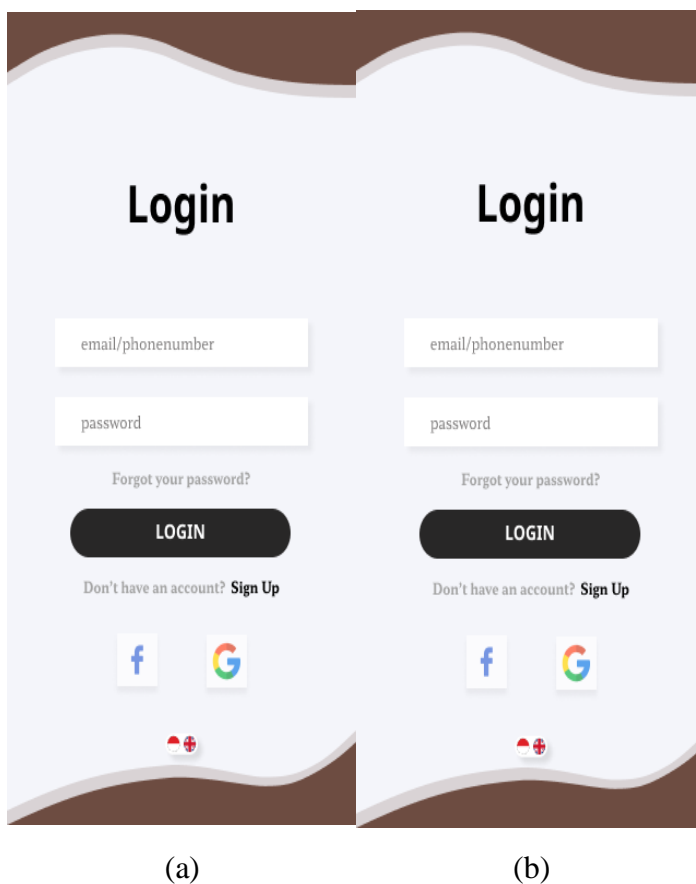 Login
email/phonenumber
password
Forgot your password?
LOGIN
Don't have an account? Sign Up
f
G
(a)
Login
email/phonenumber
password
Forgot your password?
LOGIN
Don't have an account? Sign Up
f
G
(b)